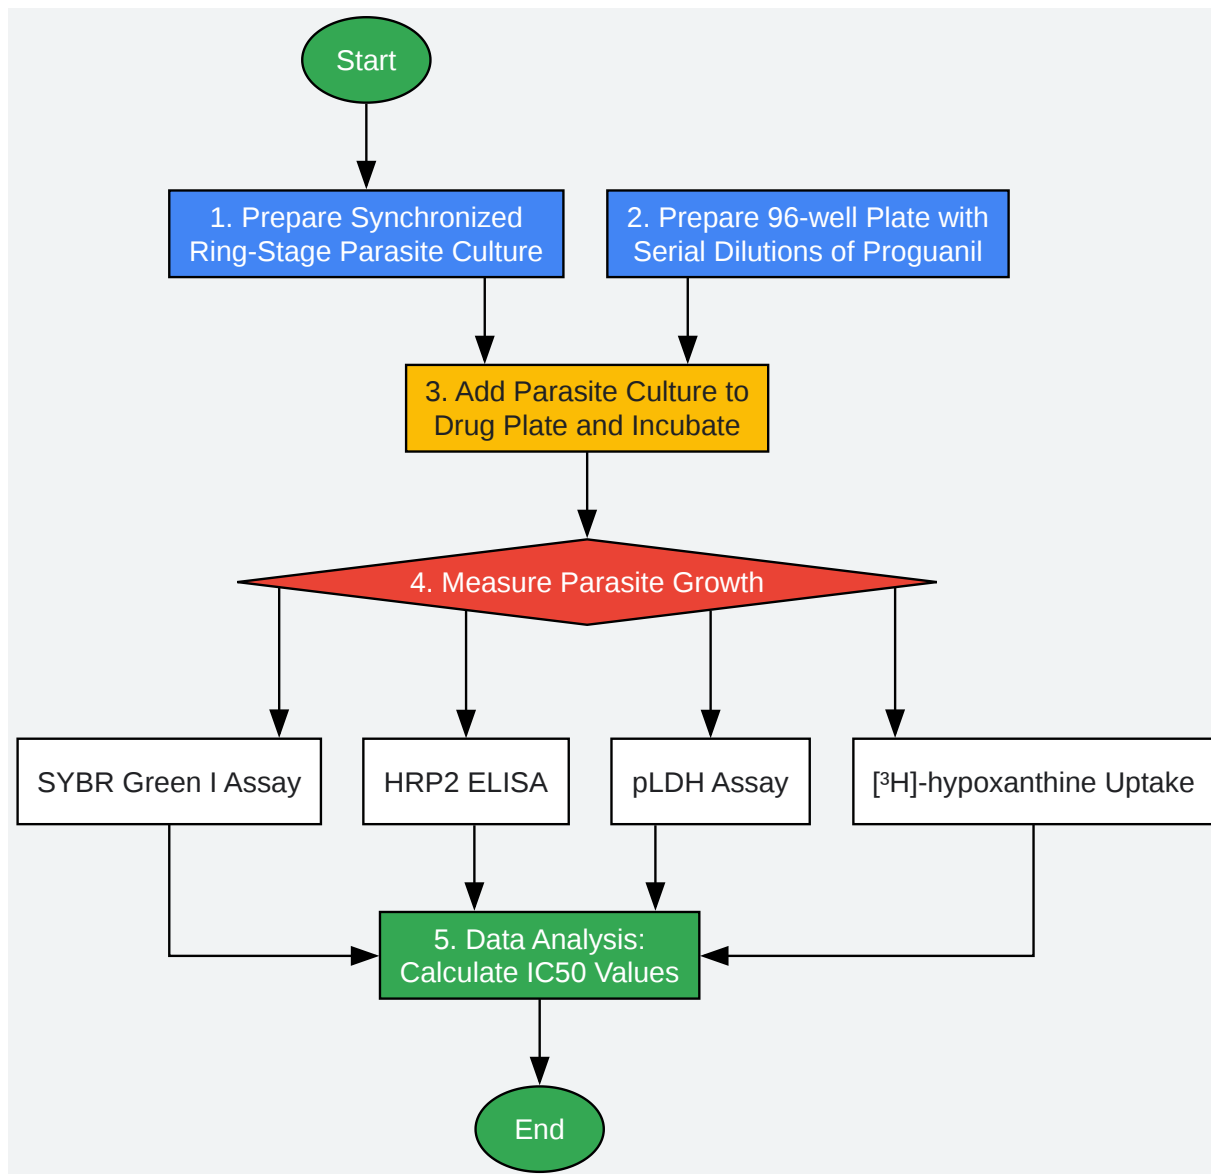 Start
1. Prepare Synchronized
Ring-Stage Parasite Culture
2. Prepare 96-well Plate with
Serial Dilutions of Proguanil
3. Add Parasite Culture to
Drug Plate and Incubate
4. Measure Parasite Growth
SYBR Green I Assay
HRP2 ELISA
pLDH Assay
[³H]-hypoxanthine Uptake
5. Data Analysis:
Calculate IC50 Values
End